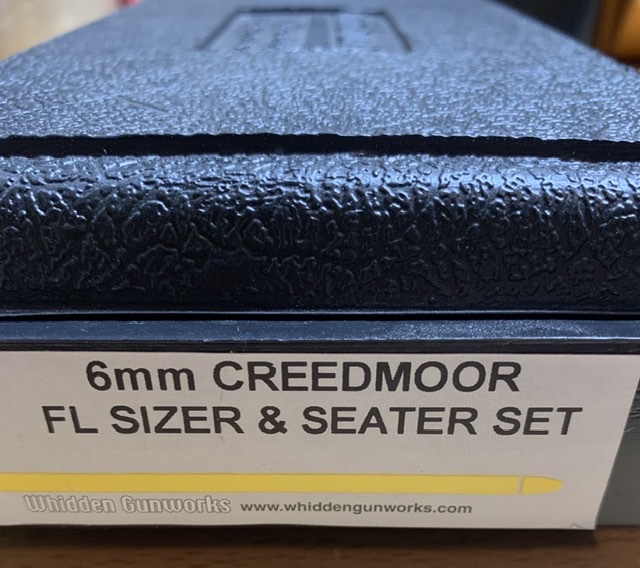 6mm CREEDMOOR
FL SIZER & SEATER SET
Whidden Gunworks www.whiddengunworks.com